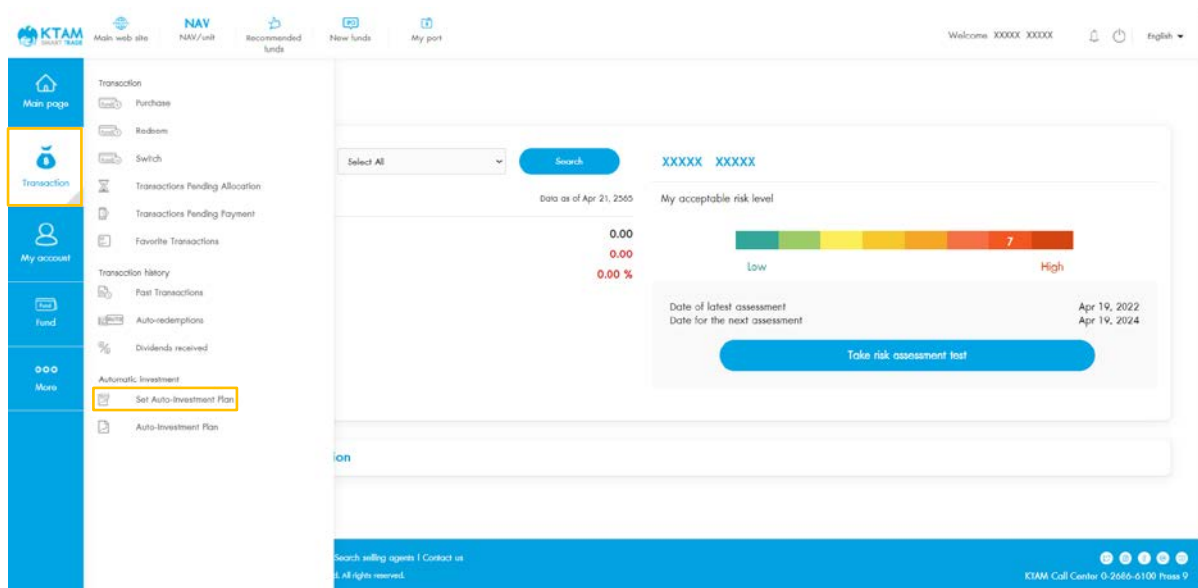 KTAM
SMART TRADE
Main web site
NAV
NAV/unit
Recommended
funds
IPO
New funds
My port
Welcome XXXXX XXXXX
English
Main page
Transaction
My account
Fund
Fund
More
Transaction
Purchase
Redeem
Switch
Transactions Pending Allocation
Transactions Pending Payment
Favorite Transactions
Transaction history
Past Transactions
Auto-redemptions
Dividends received
Automatic Investment
Set Auto-Investment Plan
Auto-Investment Plan
Select All
Search
Data as of Apr 21, 2565
0.00
0.00
0.00 %
XXXXX XXXXX
My acceptable risk level
7
Low
High
Date of latest assessment Apr 19, 2022
Date for the next assessment Apr 19, 2024
Take risk assessment test
ion
Search selling agents | Contact us
d. All rights reserved.
KTAM Call Center 0-2686-6100 Press 9